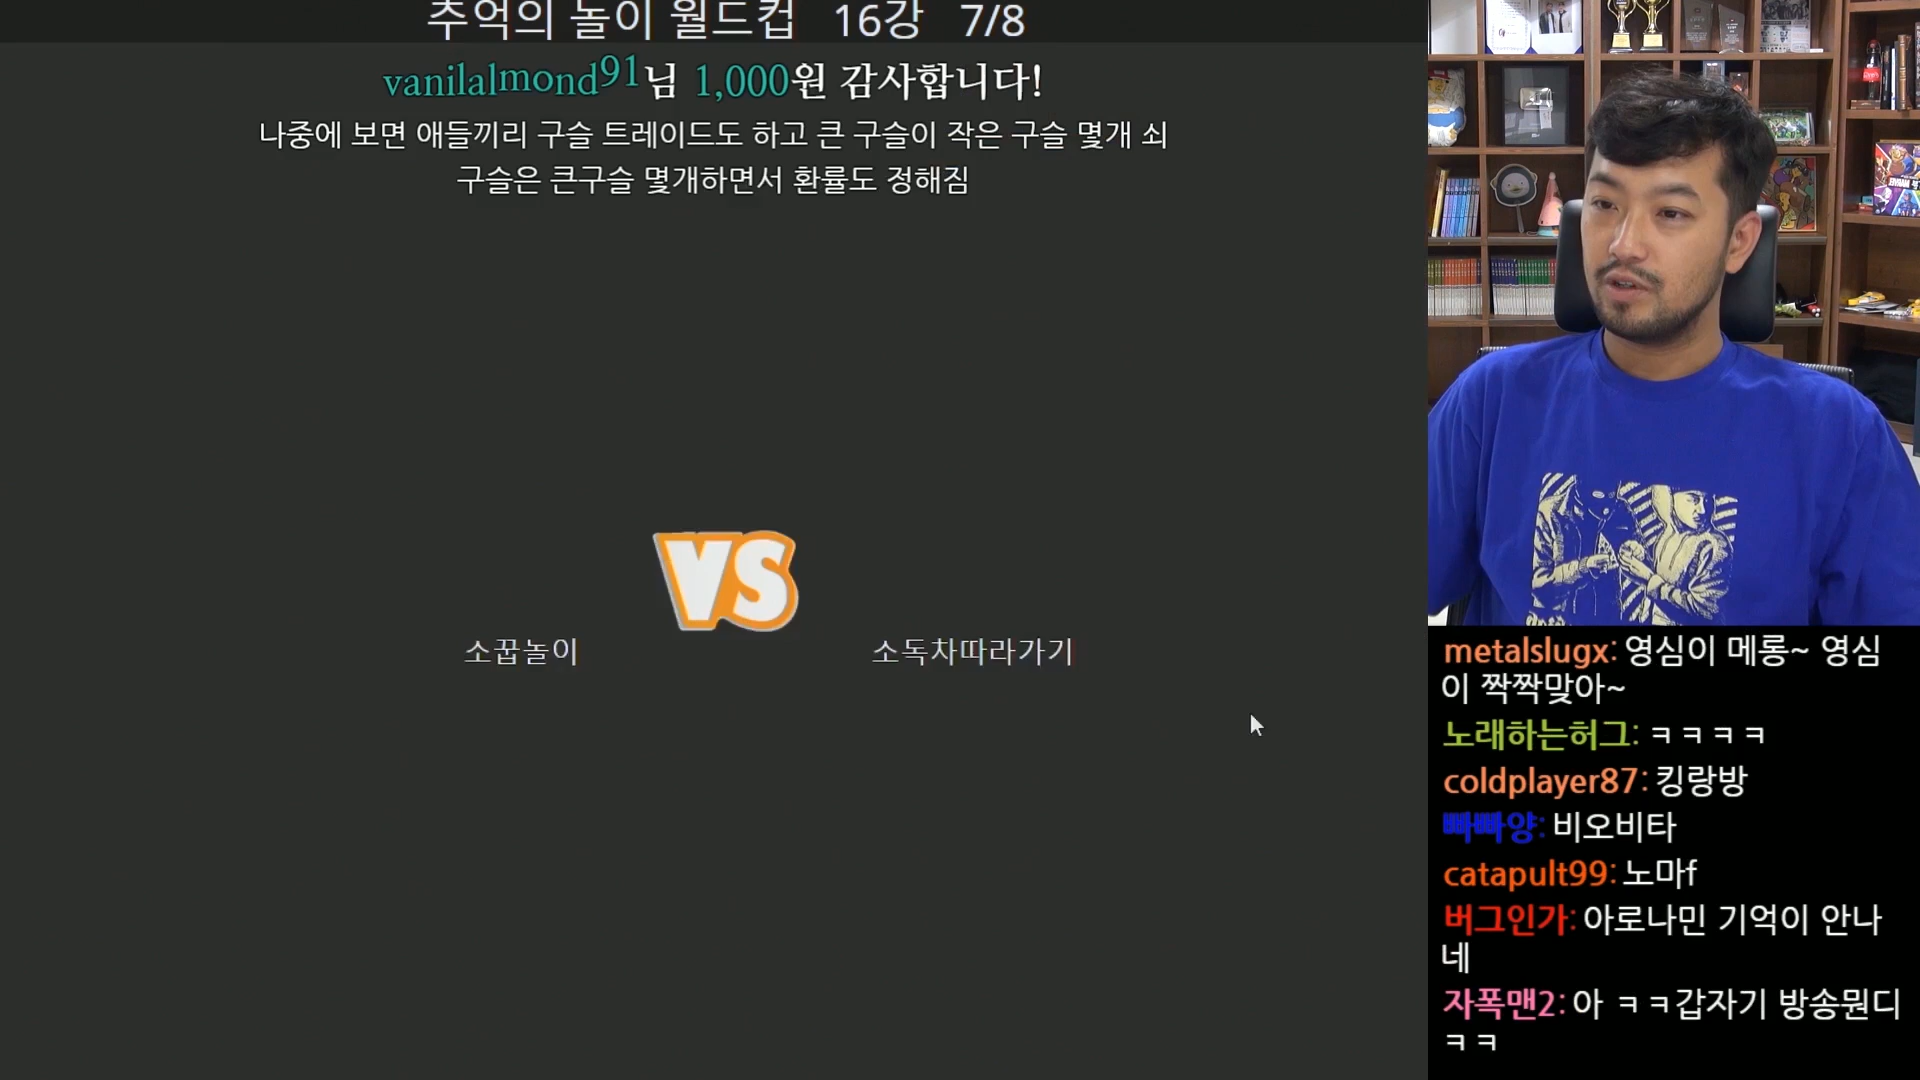 추억의 놀이 월드컵 16강 7/8
vanilalmond91님 1,000원 감사합니다!
나중에 보면 애들끼리 구슬 트레이드도 하고 큰 구슬이 작은 구슬 몇개 쇠
구슬은 큰구슬 몇개하면서 환률도 정해짐
VS
소꿉놀이
소독차따라가기
metalslugx: 영심이 메롱~ 영심
이 짝짝맞아~
노래하는허그: ㅋㅋㅋㅋ
coldplayer87: 킹랑방
빠빠양: 비오비타
catapult99: 노마f
버그인가: 아로나민 기억이 안나
네
자폭맨2: 아 ㅋㅋ갑자기 방송뭔디
ㅋㅋ